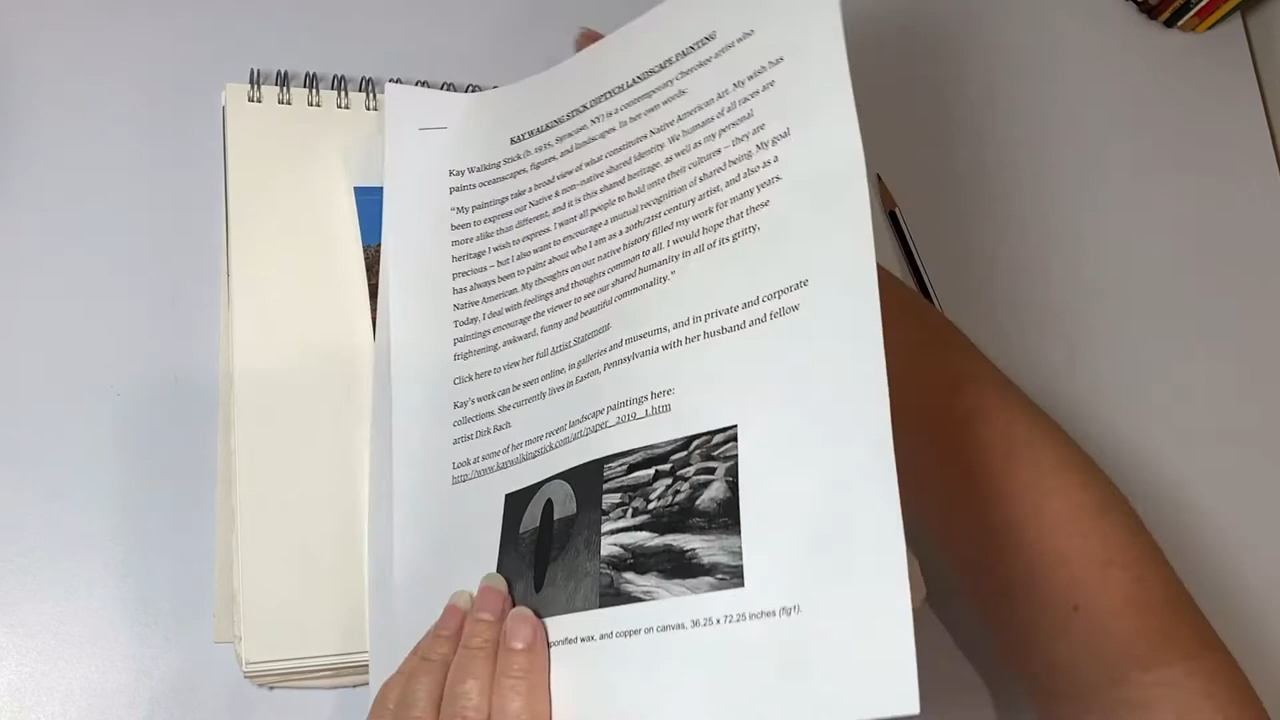 KAY WALKING STICK DIPTYCH LANDSCAPE PAINTING
Kay Walking Stick (b. 1935, Syracuse, NY) is a contemporary Cherokee artist who
paints oceanscapes, figures, and landscapes. In her own words:
“My paintings take a broad view of what constitutes Native American Art. My wish has
been to express our Native & non-native shared identity. We humans of all races are
more alike than different, and it is this shared heritage, as well as my personal
heritage I wish to express. I want all people to hold onto their cultures – they are
precious – but I also want to encourage a mutual recognition of shared being. My goal
has always been to paint about who I am as a 20th/21st century artist, and also as a
Native American. My thoughts on our native history filled my work for many years.
Today, I deal with feelings and thoughts common to all. I would hope that these
paintings encourage the viewer to see our shared humanity in all of its gritty,
frightening, awkward, funny and beautiful commonality.”
Click here to view her full Artist Statement.
Kay’s work can be seen online, in galleries and museums, and in private and corporate
collections. She currently lives in Easton, Pennsylvania with her husband and fellow
artist Dirk Bach.
Look at some of her more recent landscape paintings here:
http://www.kaywalkingstick.com/art/paper_2019_1.htm
ponified wax, and copper on canvas, 36.25 x 72.25 inches (fig1).